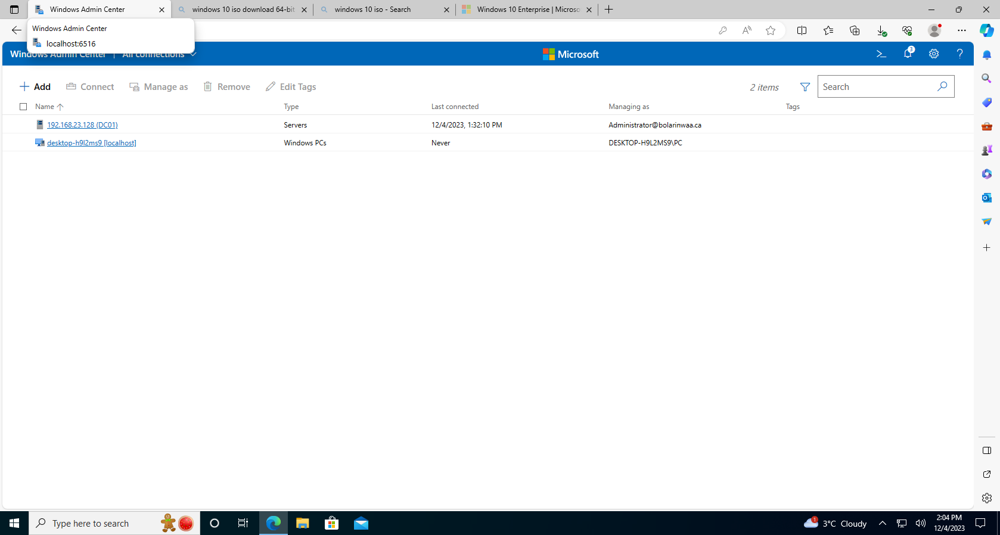 Windows Admin Center
windows 10 iso download 64-bit
windows 10 iso - Search
Windows 10 Enterprise | Microso
Windows Admin Center
localhost:6516
Windows Admin Center
All connections
Microsoft
3
Add
Connect
Manage as
Remove
Edit Tags
2 items
Search
Name
Type
Last connected
Managing as
Tags
192.168.23.128 (DC01)
Servers
12/4/2023, 1:32:10 PM
Administrator@bolarinwaa.ca
desktop-h9l2ms9 [localhost]
Windows PCs
Never
DESKTOP-H9L2MS9\PC
Type here to search
1
3°C Cloudy
2:04 PM
12/4/2023